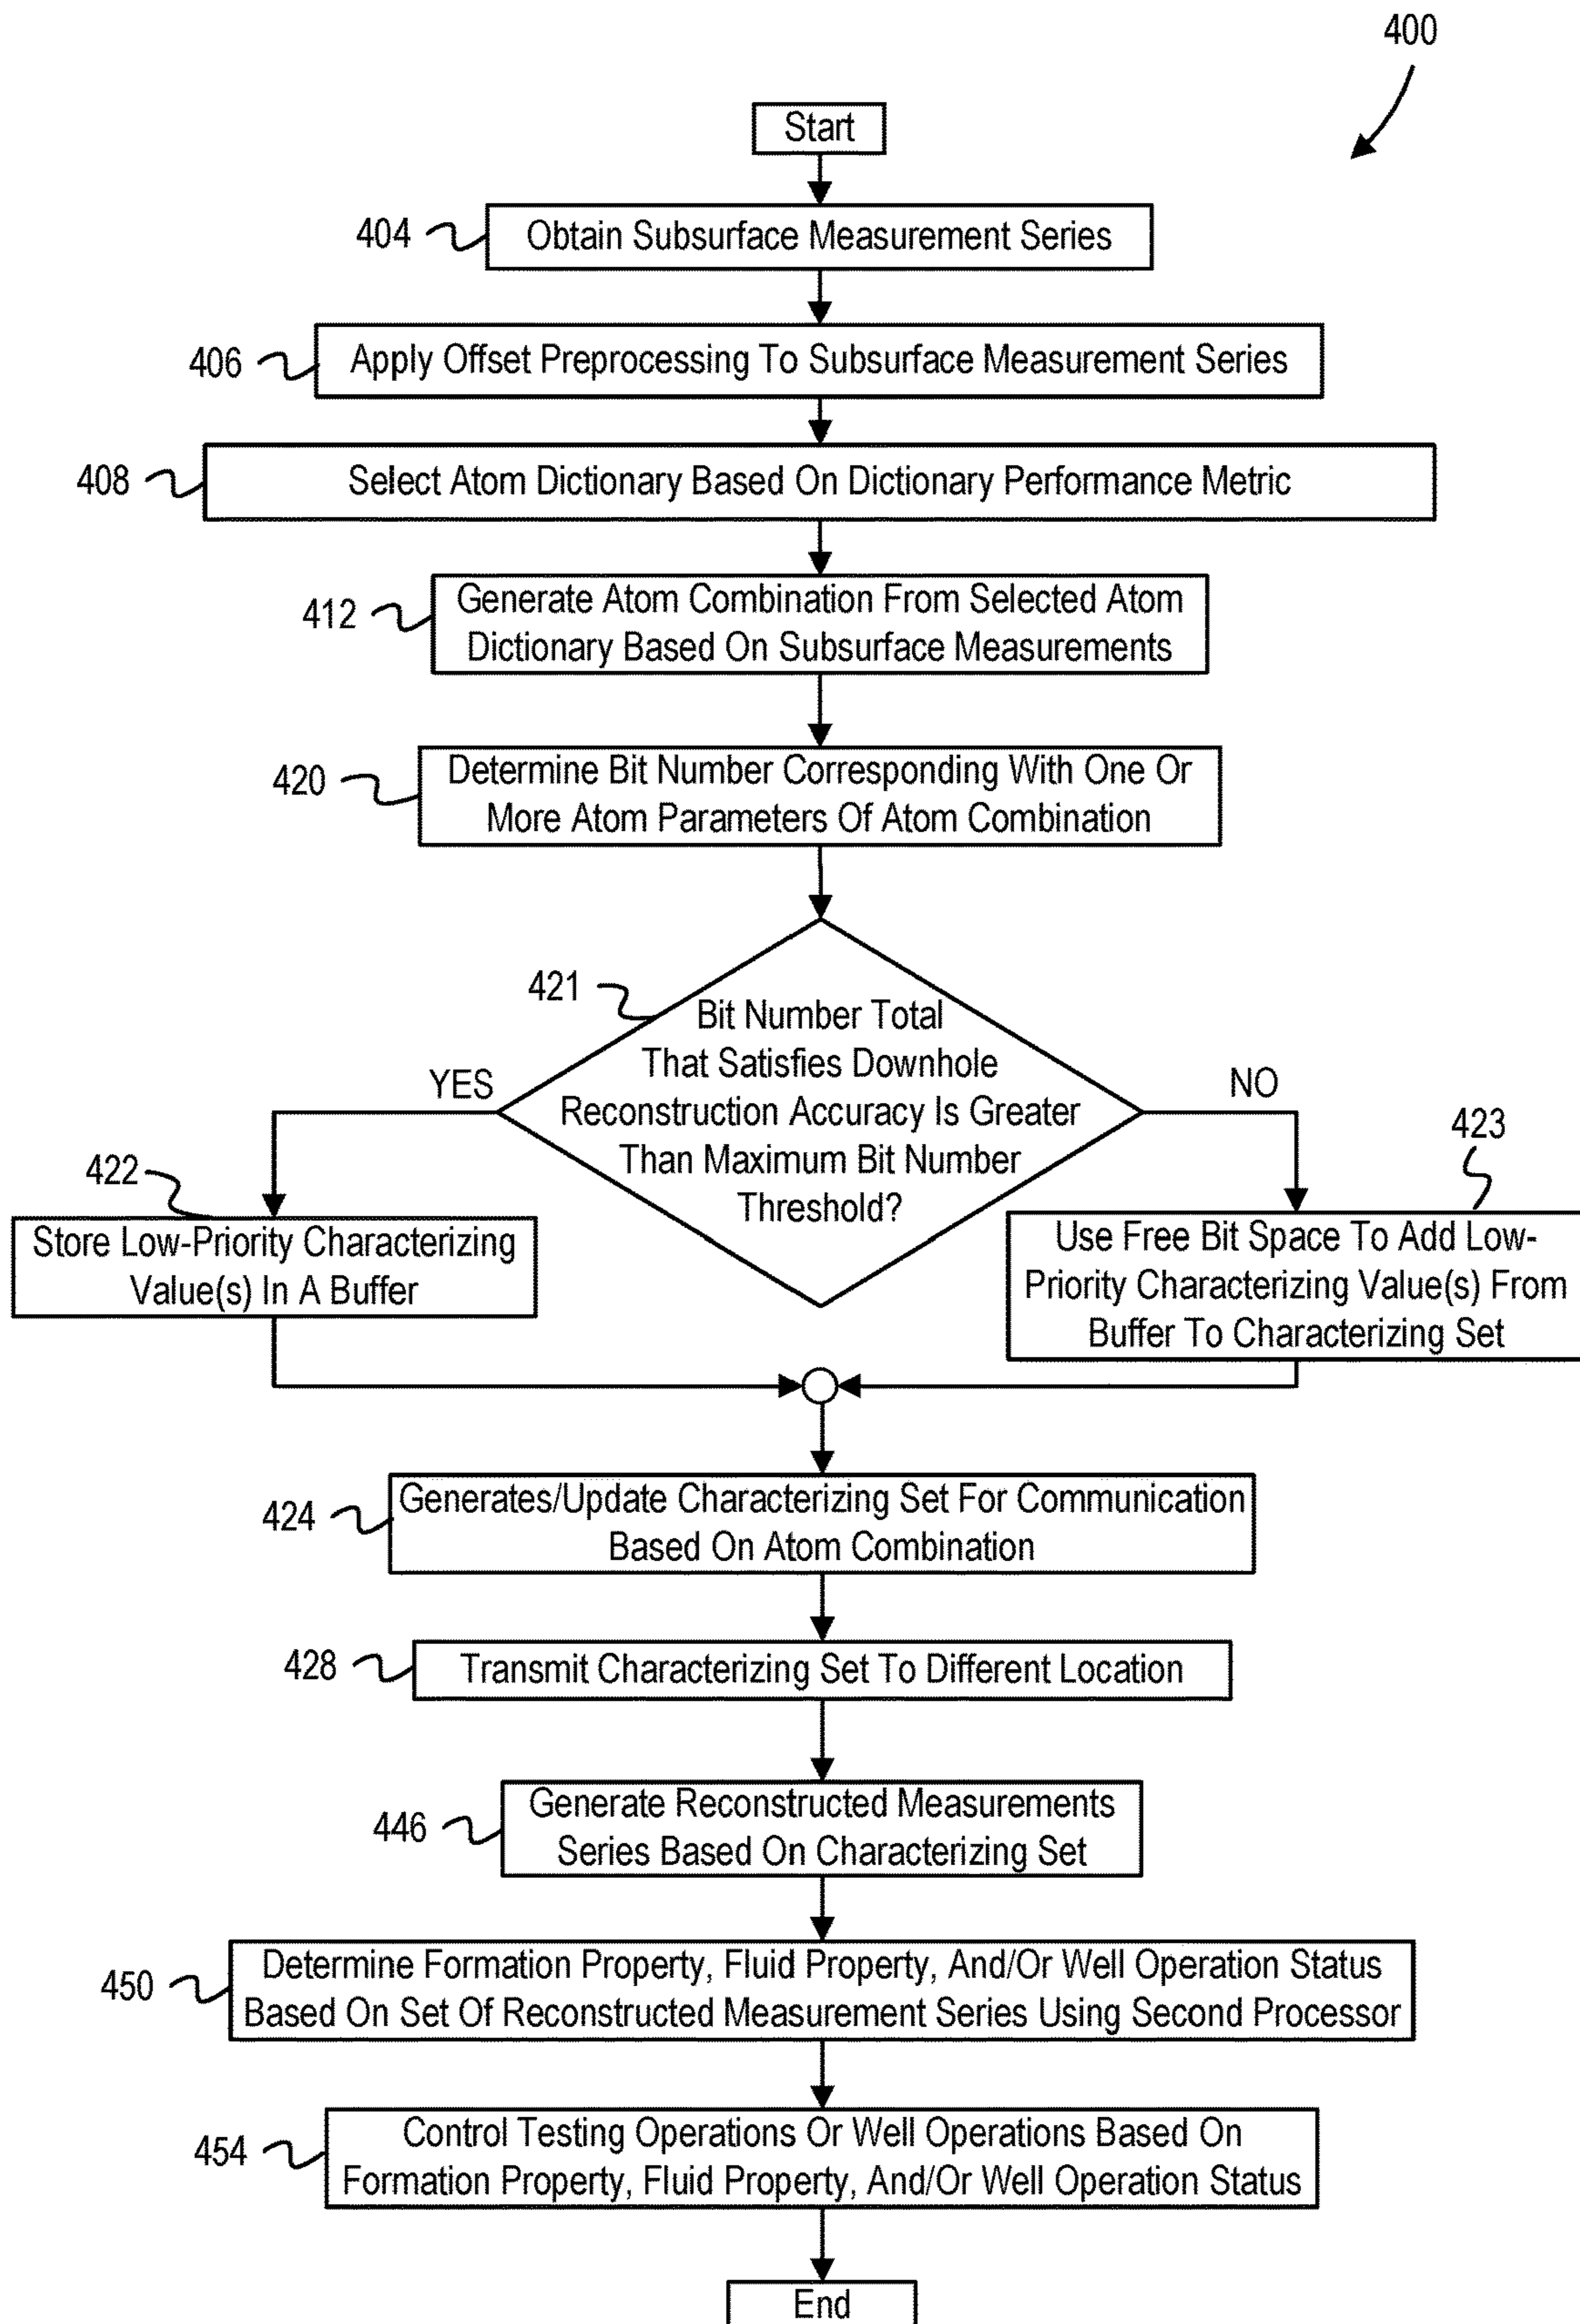 400
Start
404
Obtain Subsurface Measurement Series
406
Apply Offset Preprocessing To Subsurface Measurement Series
408
Select Atom Dictionary Based On Dictionary Performance Metric
412
Generate Atom Combination From Selected Atom
Dictionary Based On Subsurface Measurements
420
Determine Bit Number Corresponding With One Or
More Atom Parameters Of Atom Combination
421
Bit Number Total
That Satisfies Downhole
Reconstruction Accuracy Is Greater
Than Maximum Bit Number
Threshold?
YES
NO
422
Store Low-Priority Characterizing
Value(s) In A Buffer
423
Use Free Bit Space To Add Low-
Priority Characterizing Value(s) From
Buffer To Characterizing Set
424
Generates/Update Characterizing Set For Communication
Based On Atom Combination
428
Transmit Characterizing Set To Different Location
446
Generate Reconstructed Measurements
Series Based On Characterizing Set
450
Determine Formation Property, Fluid Property, And/Or Well Operation Status
Based On Set Of Reconstructed Measurement Series Using Second Processor
454
Control Testing Operations Or Well Operations Based On
Formation Property, Fluid Property, And/Or Well Operation Status
End